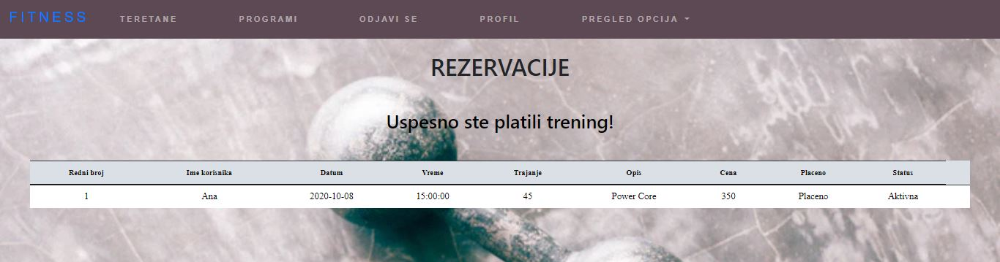 FITNESS TERETANE PROGRAMI ODJAVI SE PROFIL PREGLED OPCIJA
REZERVACIJE
Uspesno ste platili trening!
Redni broj Ime korisnika Datum Vreme Trajanje Opis Cena Placeno Status
1 Ana 2020-10-08 15:00:00 45 Power Core 350 Placeno Aktivna